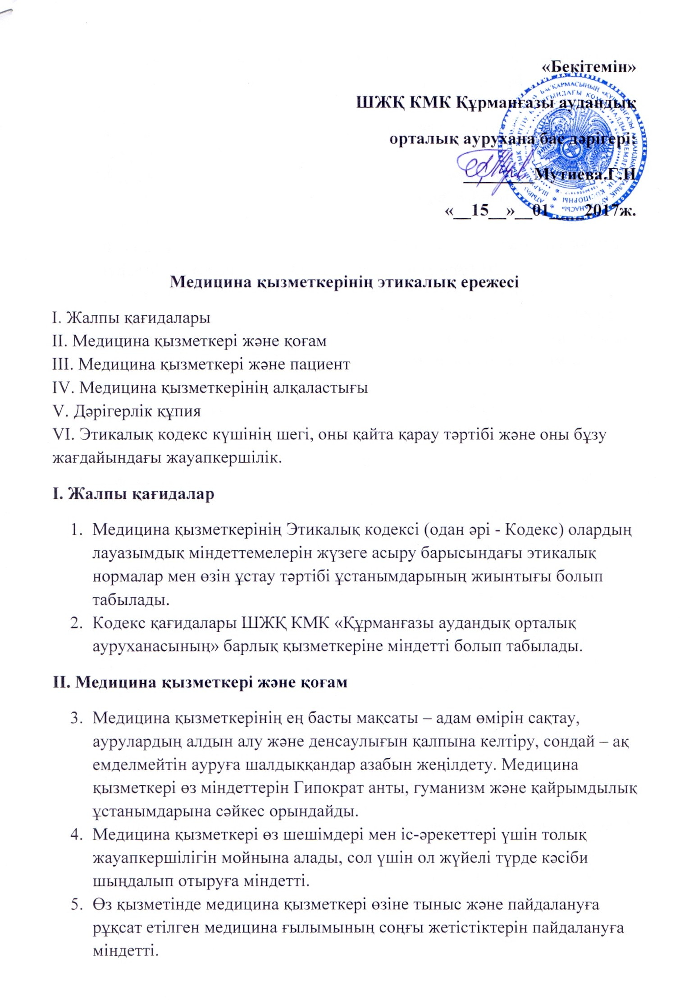 «Бекітемін»
ШЖҚ КМК Құрманғазы аудандық
орталық аурухана бас дәрігері:
________Мутиева.Г.Н
«__15__»__01____2017ж.
Медицина қызметкерінің этикалық ережесі
I. Жалпы қағидалары
II. Медицина қызметкері және қоғам
III. Медицина қызметкері және пациент
IV. Медицина қызметкерінің алқаластығы
V. Дәрігерлік құпия
VI. Этикалық кодекс күшінің шегі, оны қайта қарау тәртібі және оны бұзу
жағдайындағы жауапкершілік.
I. Жалпы қағидалар
1. Медицина қызметкерінің Этикалық кодексі (одан әрі - Кодекс) олардың
лауазымдық міндеттемелерін жүзеге асыру барысындағы этикалық
нормалар мен өзін ұстау тәртібі ұстанымдарының жиынтығы болып
табылады.
2. Кодекс қағидалары ШЖҚ КМК «Құрманғазы аудандық орталық
ауруханасының» барлық қызметкеріне міндетті болып табылады.
II. Медицина қызметкері және қоғам
3. Медицина қызметкерінің ең басты мақсаты – адам өмірін сақтау,
аурулардың алдын алу және денсаулығын қалпына келтіру, сондай – ақ
емделмейтін ауруға шалдыққандар азабын жеңілдету. Медицина
қызметкері өз міндеттерін Гипократ анты, гуманизм және қайрымдылық
ұстанымдарына сәйкес орындайды.
4. Медицина қызметкері өз шешімдері мен іс-әрекеттері үшін толық
жауапкершілігін мойнына алады, сол үшін ол жүйелі түрде кәсіби
шыңдалып отыруға міндетті.
5. Өз қызметінде медицина қызметкері өзіне тыныс және пайдалануға
рұқсат етілген медицина ғылымының соңғы жетістіктерін пайдалануға
міндетті.